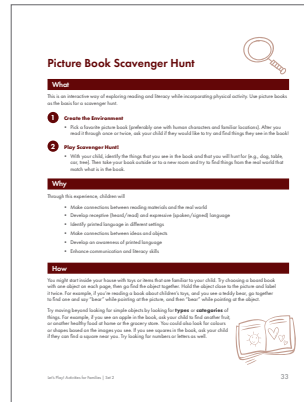 Picture Book Scavenger Hunt
What
This is an interactive way of exploring reading and literacy while incorporating physical activity. Use picture books
as the basis for a scavenger hunt.
1 Create the Environment
• Pick a favorite picture book (preferably one with human characters and familiar locations). After you
read it through once or twice, ask your child if they would like to try and find things they see in the book!
2 Play Scavenger Hunt!
• With your child, identify the things that you see in the book and that you will hunt for (e.g., dog, table,
car, tree). Then take your book outside or to a new room and try to find things from the real world that
match what is in the book.
Why
Through this experience, children will
• Make connections between reading materials and the real world
• Develop receptive (heard/read) and expressive (spoken/signed) language
• Identify printed language in different settings
• Make connections between ideas and objects
• Develop an awareness of printed language
• Enhance communication and literacy skills
How
You might start inside your house with toys or items that are familiar to your child. Try choosing a board book
with one object on each page, then go find the object together. Hold the object close to the picture and label
it twice. For example, if you're reading a book about children's toys, and you see a teddy bear, go together
to find one and say "bear" while pointing at the picture, and then "bear" while pointing at the object.
Try moving beyond looking for simple objects by looking for types or categories of
things. For example, if you see an apple in the book, ask your child to find another fruit,
or another healthy food at home or the grocery store. You could also look for colours
or shapes based on the images you see. If you see squares in the book, ask your child
if they can find a square near you. Try looking for numbers or letters as well.
Let's Play! Activities for Families | Set 2
33